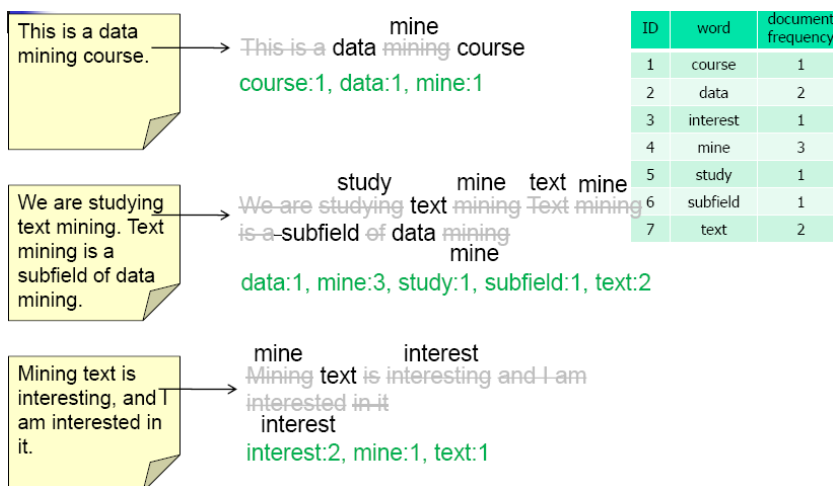 This is a data
mining course.
mine
This is a data mining course
course:1, data:1, mine:1
We are studying
text mining. Text
mining is a
subfield of data
mining.
study mine text mine
We are studying text mining Text mining
is a subfield of data mining
mine
data:1, mine:3, study:1, subfield:1, text:2
Mining text is
interesting, and I
am interested in
it.
mine interest
Mining text is interesting and I am
interested in it
interest
interest:2, mine:1, text:1
ID word document
frequency
1 course 1
2 data 2
3 interest 1
4 mine 3
5 study 1
6 subfield 1
7 text 2